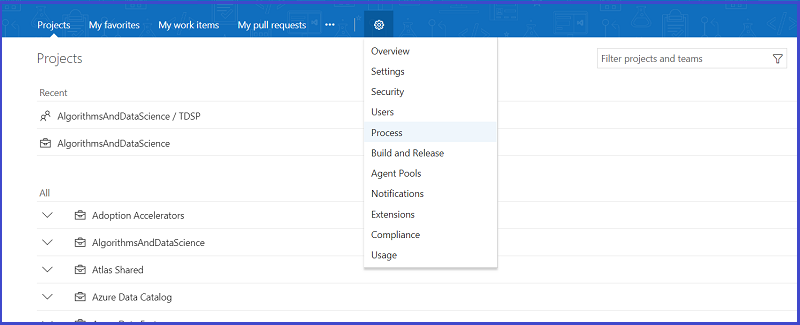 Projects My favorites My work items My pull requests •••
Projects
Filter projects and teams
Overview
Settings
Security
Users
Process
Build and Release
Agent Pools
Notifications
Extensions
Compliance
Usage
Recent
AlgorithmsAndDataScience / TDSP
AlgorithmsAndDataScience
All
Adoption Accelerators
AlgorithmsAndDataScience
Atlas Shared
Azure Data Catalog